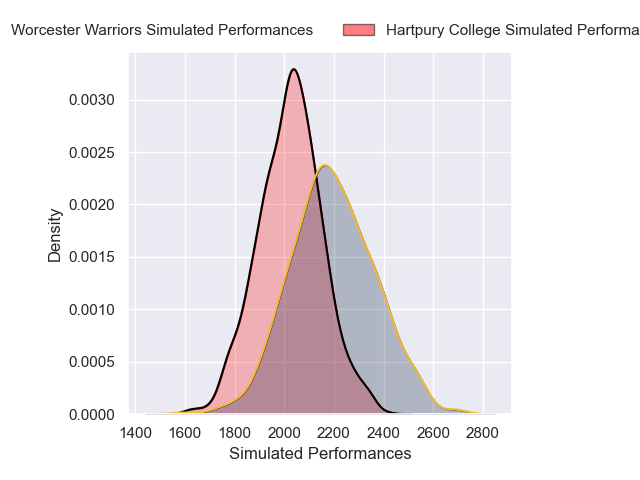 Worcester Warriors Simulated Performances Hartpury College Simulated Performa
0.0030
0.0025
0.0020
0.0015
0.0010
0.0005
0.0000
Density
1400 1600 1800 2000 2200 2400 2600 2800
Simulated Performances